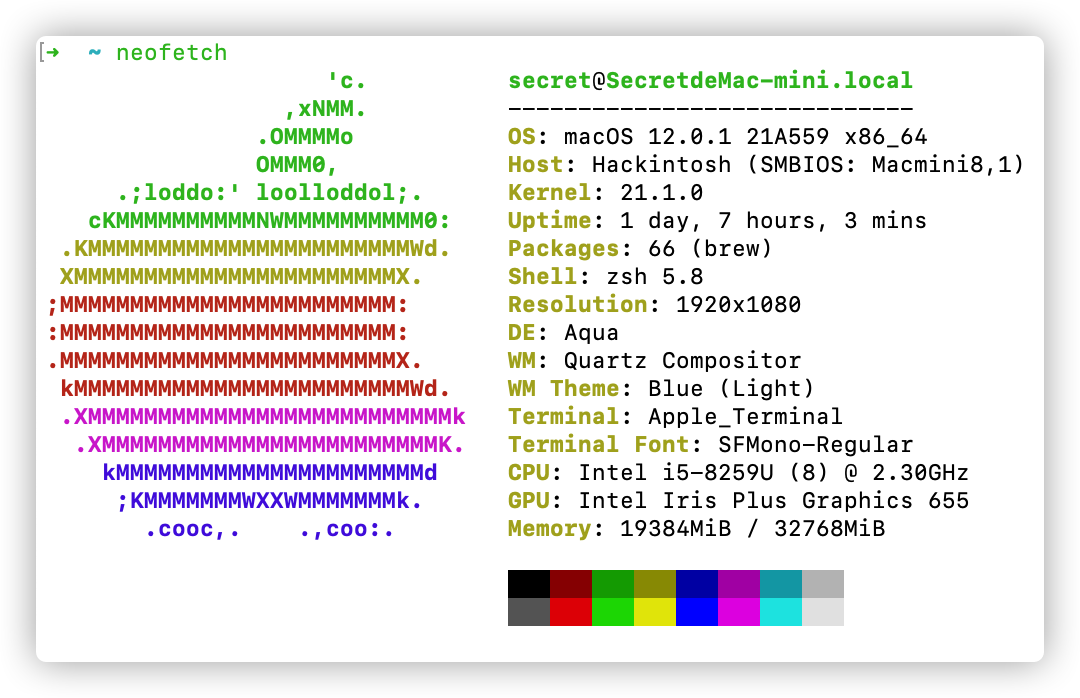 [➜  ~ neofetch
                    'c.
                 ,xNMM.
               .OMMMMo
               OMMM0,
     .;loddo:' loolloddol;.
   cKMMMMMMMMMMNWMMMMMMMMMM0:
 .KMMMMMMMMMMMMMMMMMMMMMMMWd.
 XMMMMMMMMMMMMMMMMMMMMMMMX.
;MMMMMMMMMMMMMMMMMMMMMMMM:
:MMMMMMMMMMMMMMMMMMMMMMMM:
.MMMMMMMMMMMMMMMMMMMMMMMMX.
 kMMMMMMMMMMMMMMMMMMMMMMMMWd.
 .XMMMMMMMMMMMMMMMMMMMMMMMMMMk
  .XMMMMMMMMMMMMMMMMMMMMMMMMK.
    kMMMMMMMMMMMMMMMMMMMMMMd
     ;KMMMMMMMWXXWMMMMMMMk.
       .cooc,.    .,coo:.
secret@SecretdeMac-mini.local
-----------------------------
OS: macOS 12.0.1 21A559 x86_64
Host: Hackintosh (SMBIOS: Macmini8,1)
Kernel: 21.1.0
Uptime: 1 day, 7 hours, 3 mins
Packages: 66 (brew)
Shell: zsh 5.8
Resolution: 1920x1080
DE: Aqua
WM: Quartz Compositor
WM Theme: Blue (Light)
Terminal: Apple_Terminal
Terminal Font: SFMono-Regular
CPU: Intel i5-8259U (8) @ 2.30GHz
GPU: Intel Iris Plus Graphics 655
Memory: 19384MiB / 32768MiB